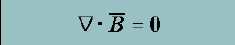 ∇ · B̅ = 0